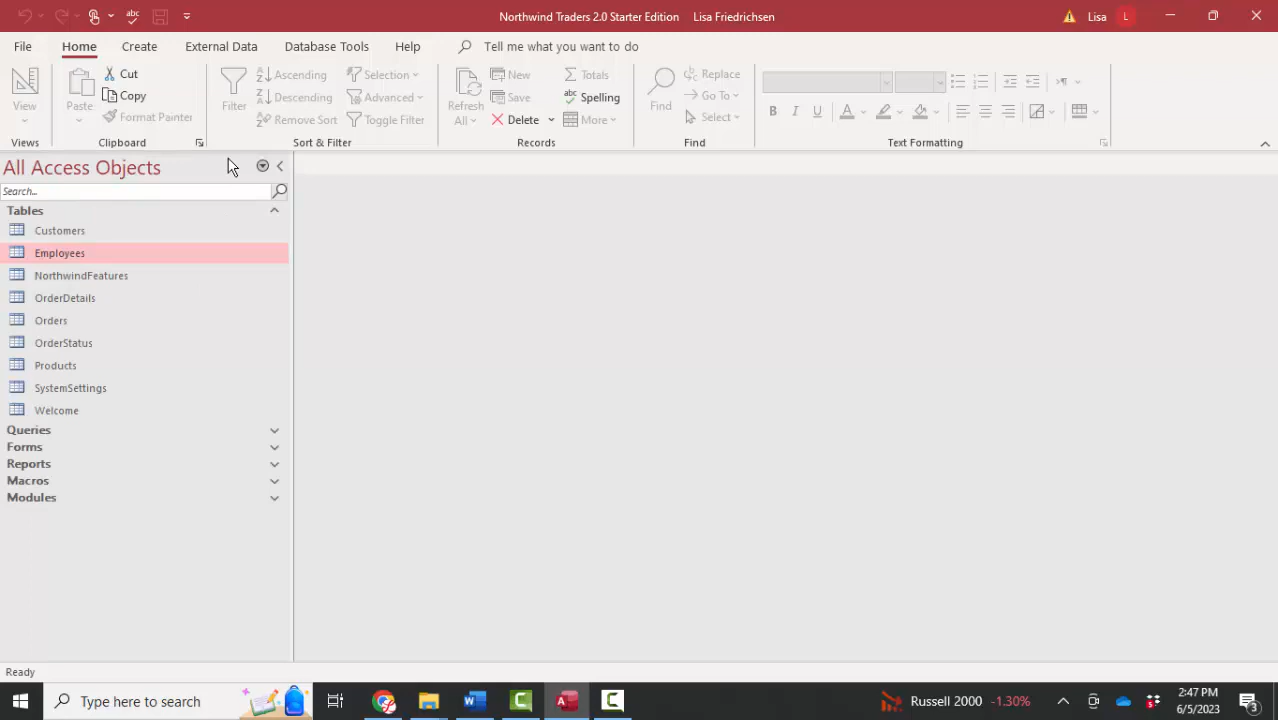 Northwind Traders 2.0 Starter Edition Lisa Friedrichsen Lisa L
File Home Create External Data Database Tools Help Tell me what you want to do
View
Paste
Cut
Copy
Format Painter
Filter
Ascending
Descending
Remove Sort
Selection
Advanced
Toggle Filter
Refresh
All
New
Save
Delete
Totals
Spelling
More
Find
Replace
Go To
Select
B I U A
Views Clipboard Sort & Filter Records Find Text Formatting
All Access Objects
Search...
Tables
Customers
Employees
NorthwindFeatures
OrderDetails
Orders
OrderStatus
Products
SystemSettings
Welcome
Queries
Forms
Reports
Macros
Modules
Ready
Type here to search
Russell 2000 -1.30%
2:47 PM
6/5/2023
3